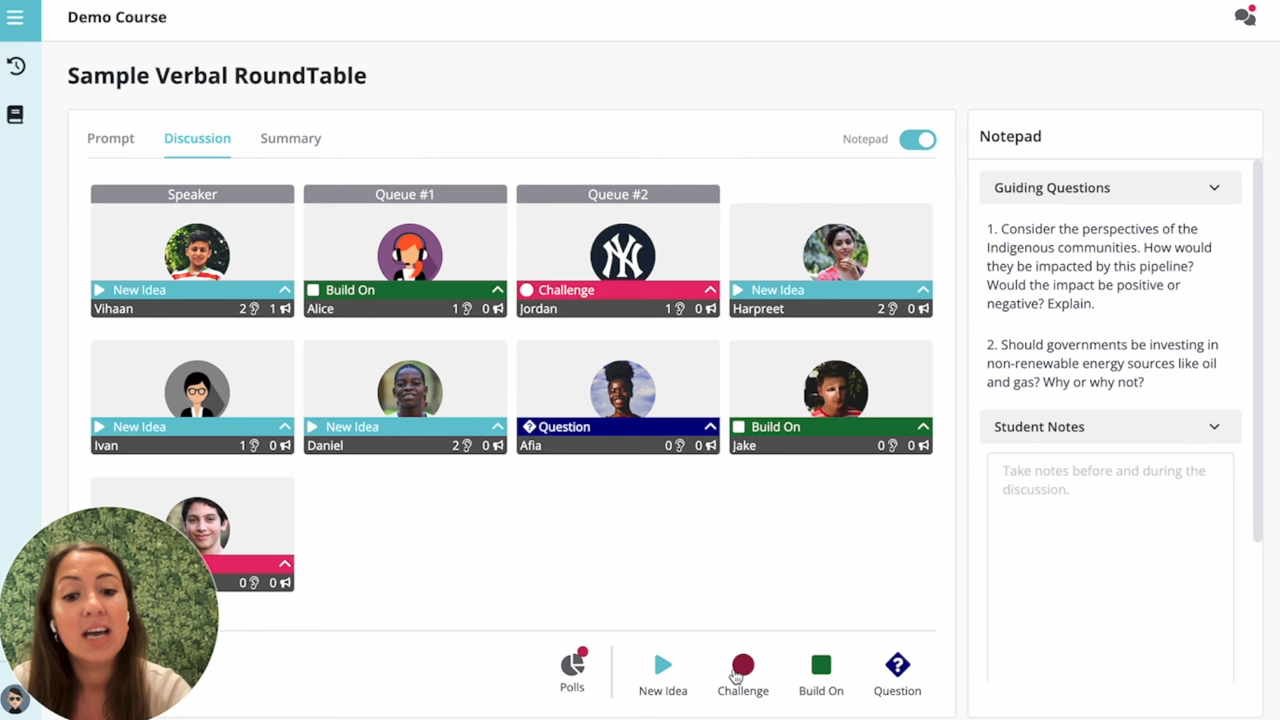 Demo Course
Sample Verbal RoundTable
Prompt Discussion Summary Notepad
Speaker Queue #1 Queue #2
NY
New Idea Build On Challenge New Idea
Vihaan 2 1 Alice 1 0 Jordan 1 0 Harpreet 2 0
New Idea New Idea Question Build On
Ivan 1 0 Daniel 2 0 Afia 0 0 Jake 0 0
0 0
Polls New Idea Challenge Build On Question
Notepad
Guiding Questions
1. Consider the perspectives of the
Indigenous communities. How would
they be impacted by this pipeline?
Would the impact be positive or
negative? Explain.
2. Should governments be investing in
non-renewable energy sources like oil
and gas? Why or why not?
Student Notes
Take notes before and during the
discussion.